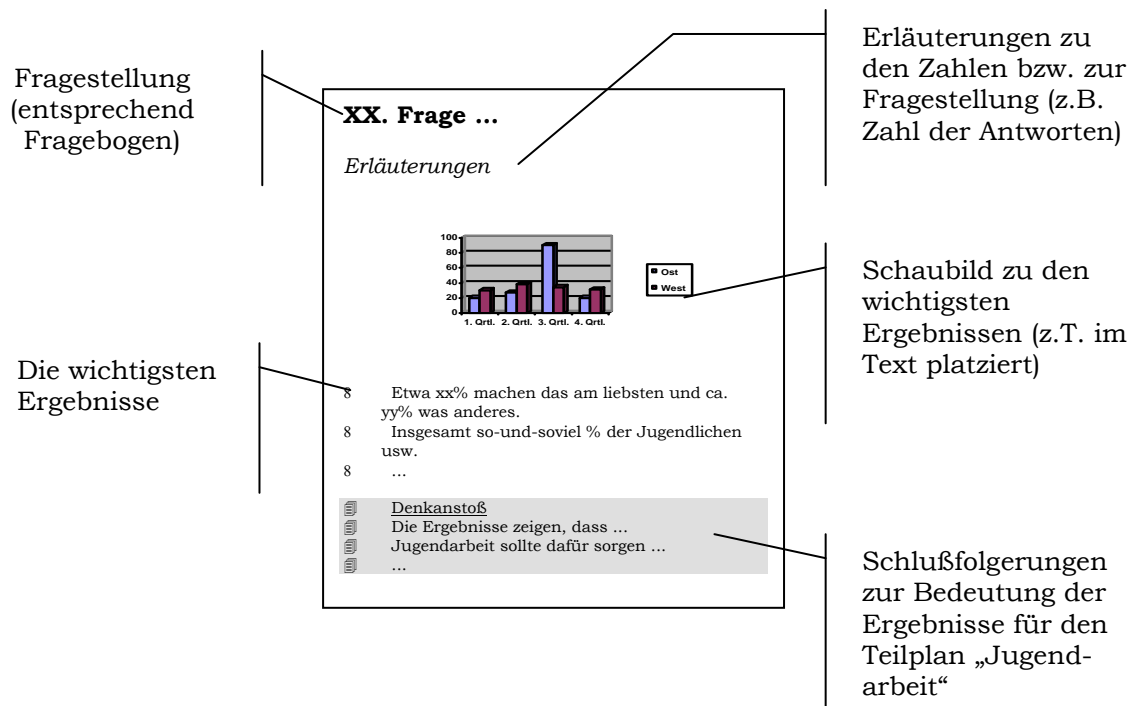 Fragestellung
(entsprechend
Fragebogen)
Erläuterungen zu
den Zahlen bzw. zur
Fragestellung (z.B.
Zahl der Antworten)
XX. Frage ...
Erläuterungen
100
80
60
40
20
0
1. Qrtl. 2. Qrtl. 3. Qrtl. 4. Qrtl.
Ost
West
Schaubild zu den
wichtigsten
Ergebnissen (z.T. im
Text platziert)
Die wichtigsten
Ergebnisse
8 Etwa xx% machen das am liebsten und ca.
yy% was anderes.
8 Insgesamt so-und-soviel % der Jugendlichen
usw.
8 ...
Denkanstoß
Die Ergebnisse zeigen, dass ...
Jugendarbeit sollte dafür sorgen ...
...
Schlußfolgerungen
zur Bedeutung der
Ergebnisse für den
Teilplan „Jugend-
arbeit“